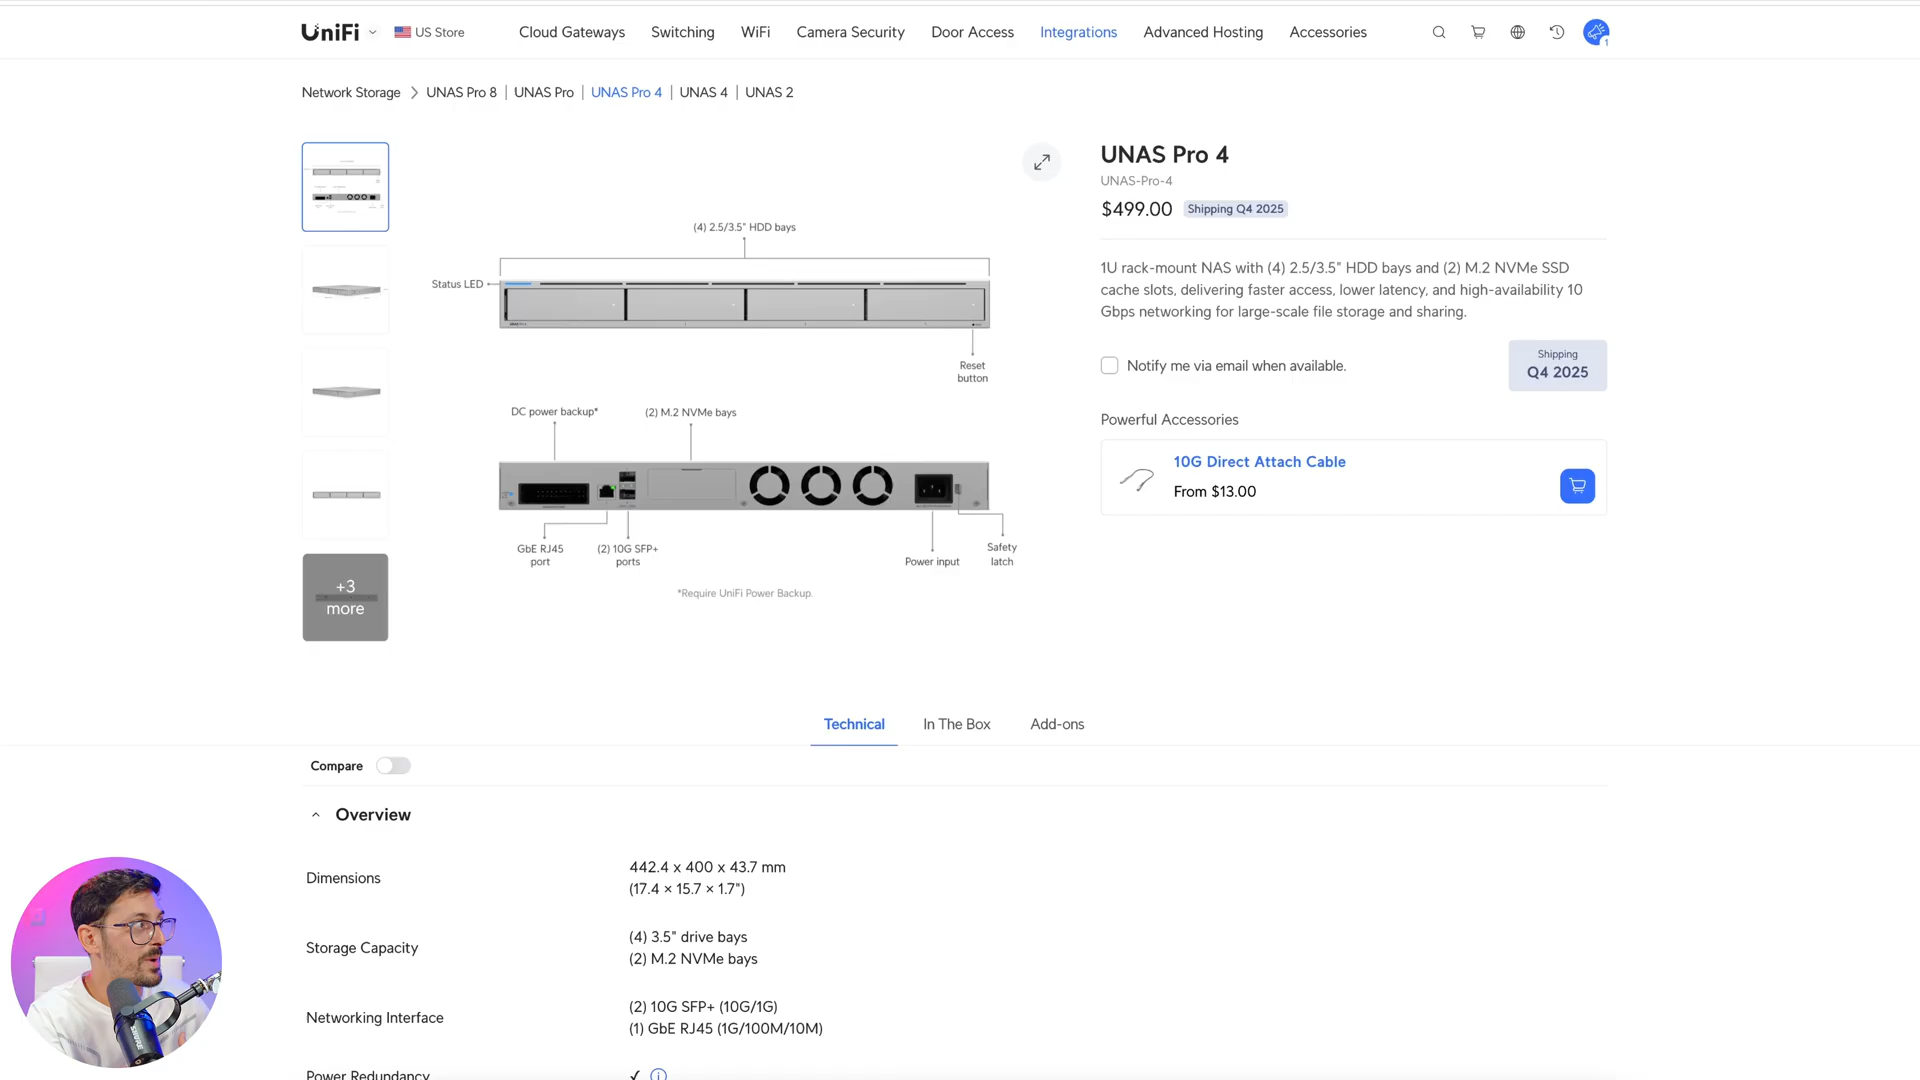 UniFi
US Store
Cloud Gateways
Switching
WiFi
Camera Security
Door Access
Integrations
Advanced Hosting
Accessories
1
Network Storage
UNAS Pro 8 | UNAS Pro | UNAS Pro 4 | UNAS 4 | UNAS 2
+3
more
(4) 2.5/3.5" HDD bays
Status LED
Reset
button
DC power backup*
(2) M.2 NVMe bays
GbE RJ45
port
(2) 10G SFP+
ports
Power input
Safety
latch
*Require UniFi Power Backup.
UNAS Pro 4
UNAS-Pro-4
$499.00 Shipping Q4 2025
1U rack-mount NAS with (4) 2.5/3.5" HDD bays and (2) M.2 NVMe SSD
cache slots, delivering faster access, lower latency, and high-availability 10
Gbps networking for large-scale file storage and sharing.
Notify me via email when available.
Shipping
Q4 2025
Powerful Accessories
10G Direct Attach Cable
From $13.00
Technical
In The Box
Add-ons
Compare
Overview
Dimensions
442.4 x 400 x 43.7 mm
(17.4 × 15.7 × 1.7")
Storage Capacity
(4) 3.5" drive bays
(2) M.2 NVMe bays
Networking Interface
(2) 10G SFP+ (10G/1G)
(1) GbE RJ45 (1G/100M/10M)
Power Redundancy
SHURE